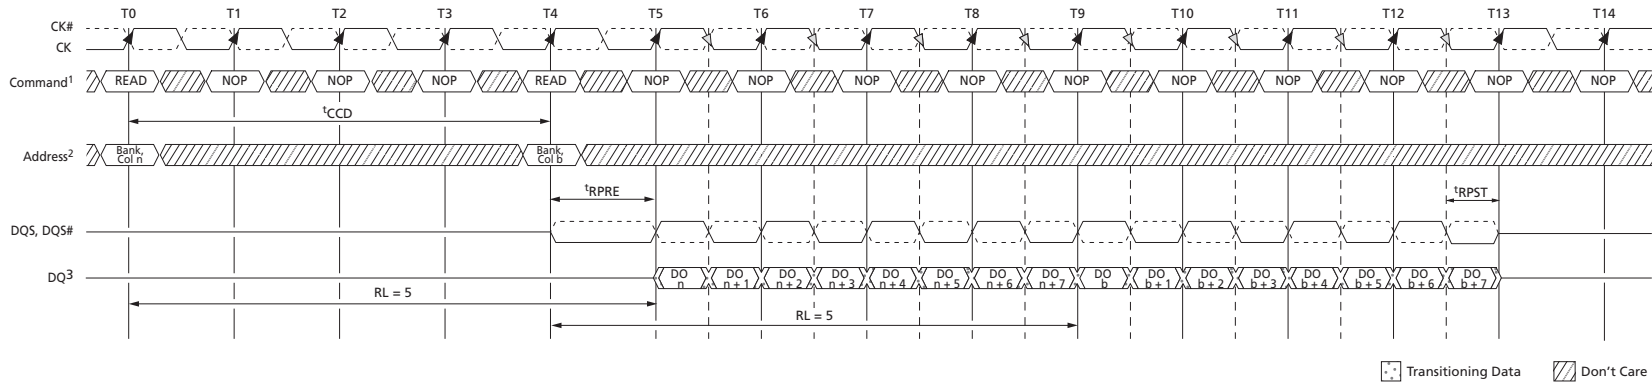 T0 T1 T2 T3 T4 T5 T6 T7 T8 T9 T10 T11 T12 T13 T14
CK#
CK
Command1 READ NOP NOP NOP READ NOP NOP NOP NOP NOP NOP NOP NOP NOP NOP
tCCD
Address2 Bank, Col n Bank, Col b
tRPRE tRPST
DQS, DQS#
DQ3 DO n DO n + 1 DO n + 2 DO n + 3 DO n + 4 DO n + 5 DO n + 6 DO n + 7 DO b DO b + 1 DO b + 2 DO b + 3 DO b + 4 DO b + 5 DO b + 6 DO b + 7
RL = 5
RL = 5
Transitioning Data Don't Care